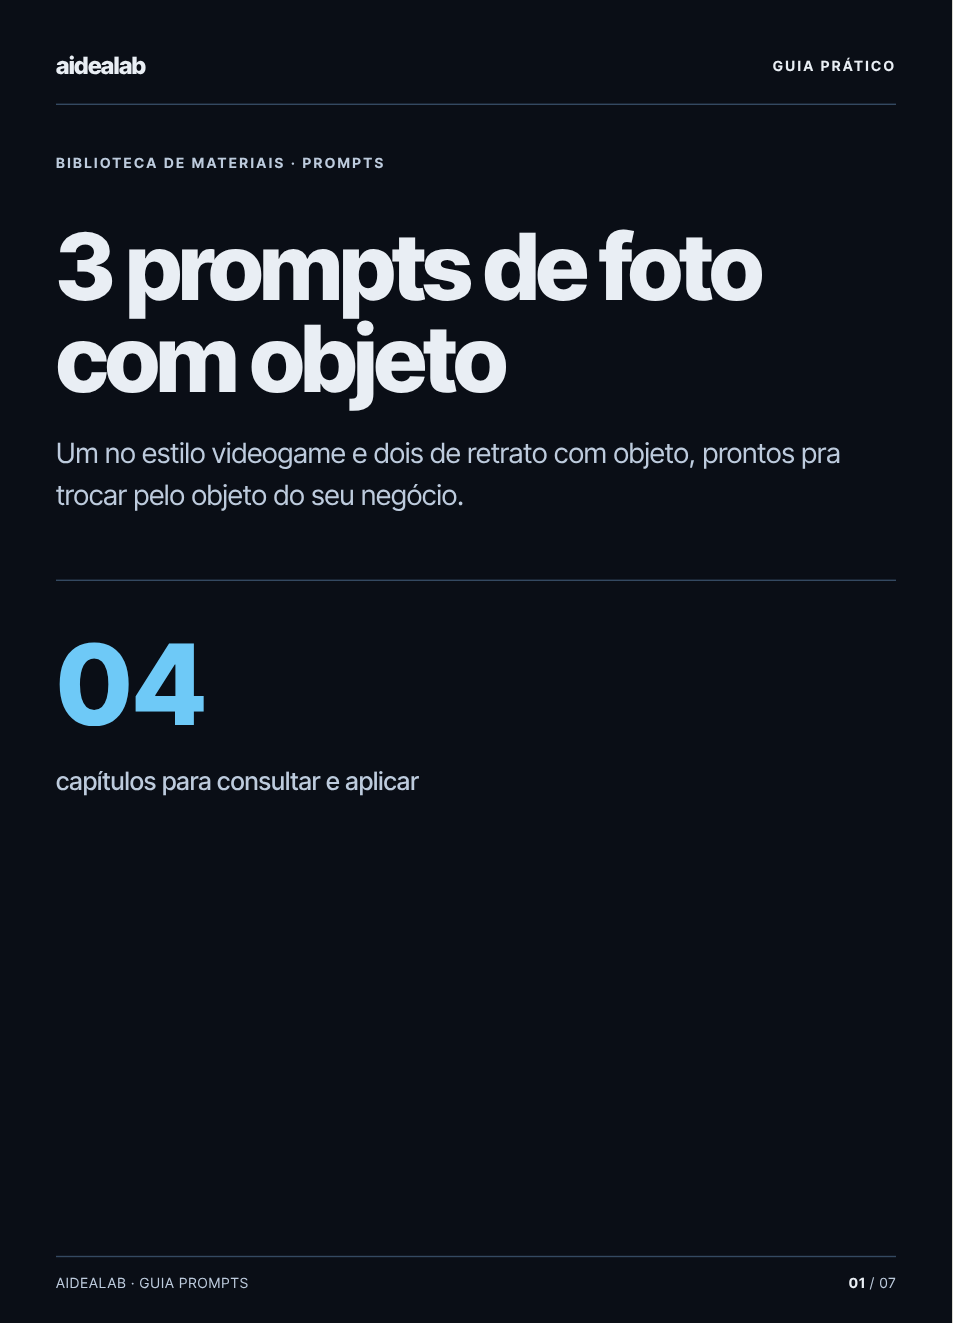 aidealab
GUIA PRÁTICO
BIBLIOTECA DE MATERIAIS · PROMPTS
3 prompts de foto
com objeto
Um no estilo videogame e dois de retrato com objeto, prontos pra
trocar pelo objeto do seu negócio.
04
capítulos para consultar e aplicar
AIDEALAB · GUIA PROMPTS
01 / 07